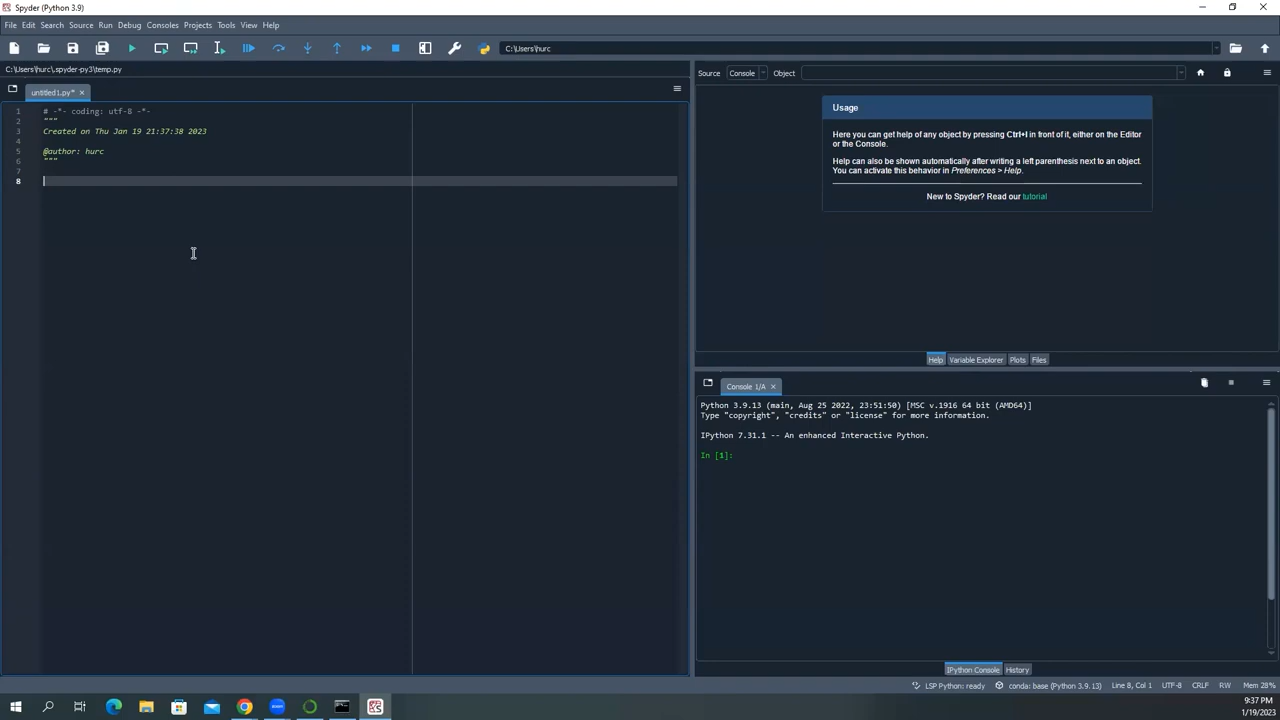 Spyder (Python 3.9)
File Edit Search Source Run Debug Consoles Projects Tools View Help
C:\Users\hurc
C:\Users\hurc\.spyder-py3\temp.py
untitled1.py* ×
1 # -*- coding: utf-8 -*-
2 """
3 Created on Thu Jan 19 21:37:38 2023
4
5 @author: hurc
6 """
7
8
Source Console Object
Usage
Here you can get help of any object by pressing Ctrl+I in front of it, either on the Editor
or the Console.
Help can also be shown automatically after writing a left parenthesis next to an object.
You can activate this behavior in Preferences > Help.
New to Spyder? Read our tutorial
Help Variable Explorer Plots Files
Console 1/A ×
Python 3.9.13 (main, Aug 25 2022, 23:51:50) [MSC v.1916 64 bit (AMD64)]
Type "copyright", "credits" or "license" for more information.
IPython 7.31.1 -- An enhanced Interactive Python.
In [1]:
IPython Console History
LSP Python: ready conda: base (Python 3.9.13) Line 8, Col 1 UTF-8 CRLF RW Mem 28%
9:37 PM
1/19/2023